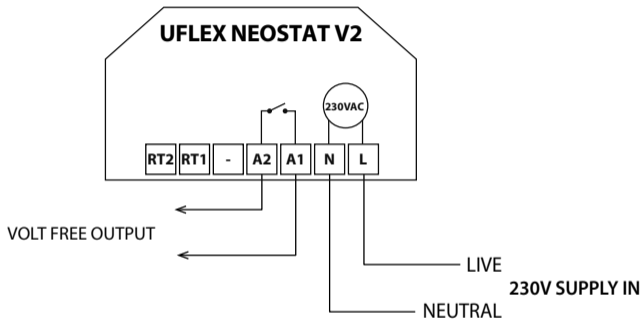 UFLEX NEOSTAT V2
230VAC
RT2 RT1 - A2 A1 N L
VOLT FREE OUTPUT
LIVE
230V SUPPLY IN
NEUTRAL